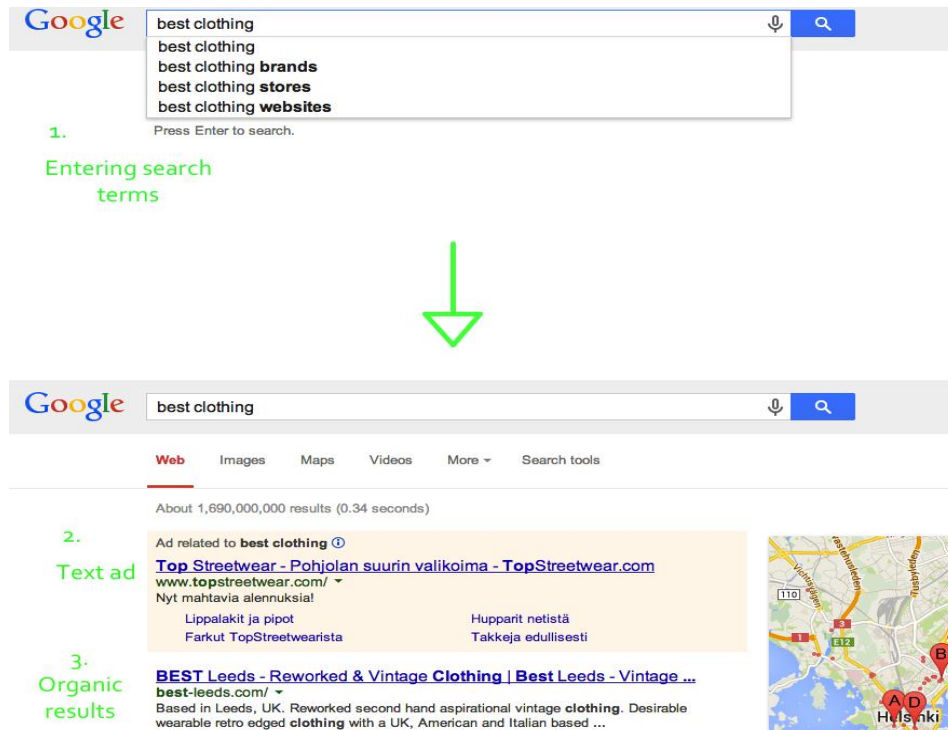 Google best clothing
best clothing
best clothing brands
best clothing stores
best clothing websites
Press Enter to search.
1.
Entering search
terms
Google best clothing
Web Images Maps Videos More Search tools
About 1,690,000,000 results (0.34 seconds)
2.
Text ad
Ad related to best clothing
Top Streetwear - Pohjolan suurin valikoima - TopStreetwear.com
www.topstreetwear.com/
Nyt mahtavia alennuksia!
Lippalakit ja pipot Hupparit netistä
Farkut TopStreetwearista Takkeja edullisesti
3.
Organic
results
BEST Leeds - Reworked & Vintage Clothing | Best Leeds - Vintage ...
best-leeds.com/
Based in Leeds, UK. Reworked second hand aspirational vintage clothing. Desirable
wearable retro edged clothing with a UK, American and Italian based ...
110
3
1
E12
B
A D
Helsinki